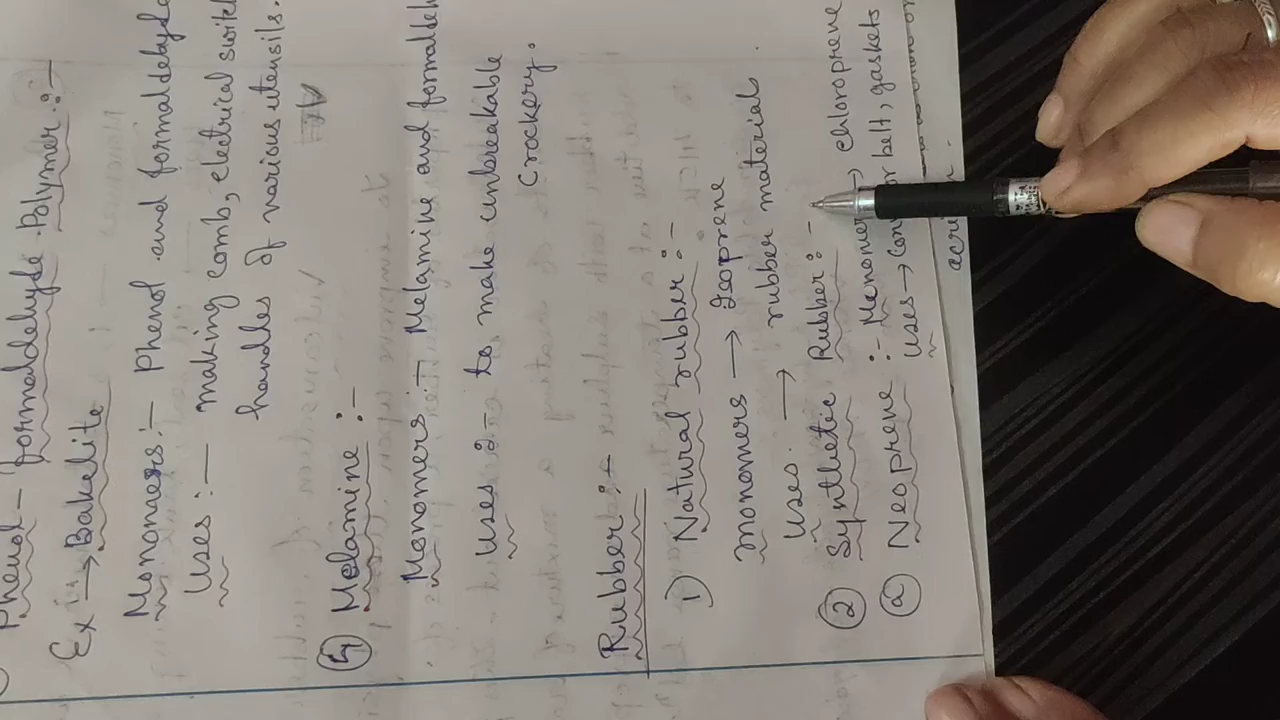 Phenol - formaldehyde Polymer :-
Ex :- → Bakelite
Monomers :- Phenol and formaldehyde
Uses :- making comb, electrical switch
handles of various utensils.
④ Melamine :-
Monomers :- Melamine and formaldeh
Uses :- to make unbreakable
Crockery.
Rubber :-
1) Natural rubber :-
monomers → Isoprene
Uses. → rubber material
② Synthetic Rubber :-
ⓐ Neoprene :- Monomer → chloroprene
Uses → belt, gaskets